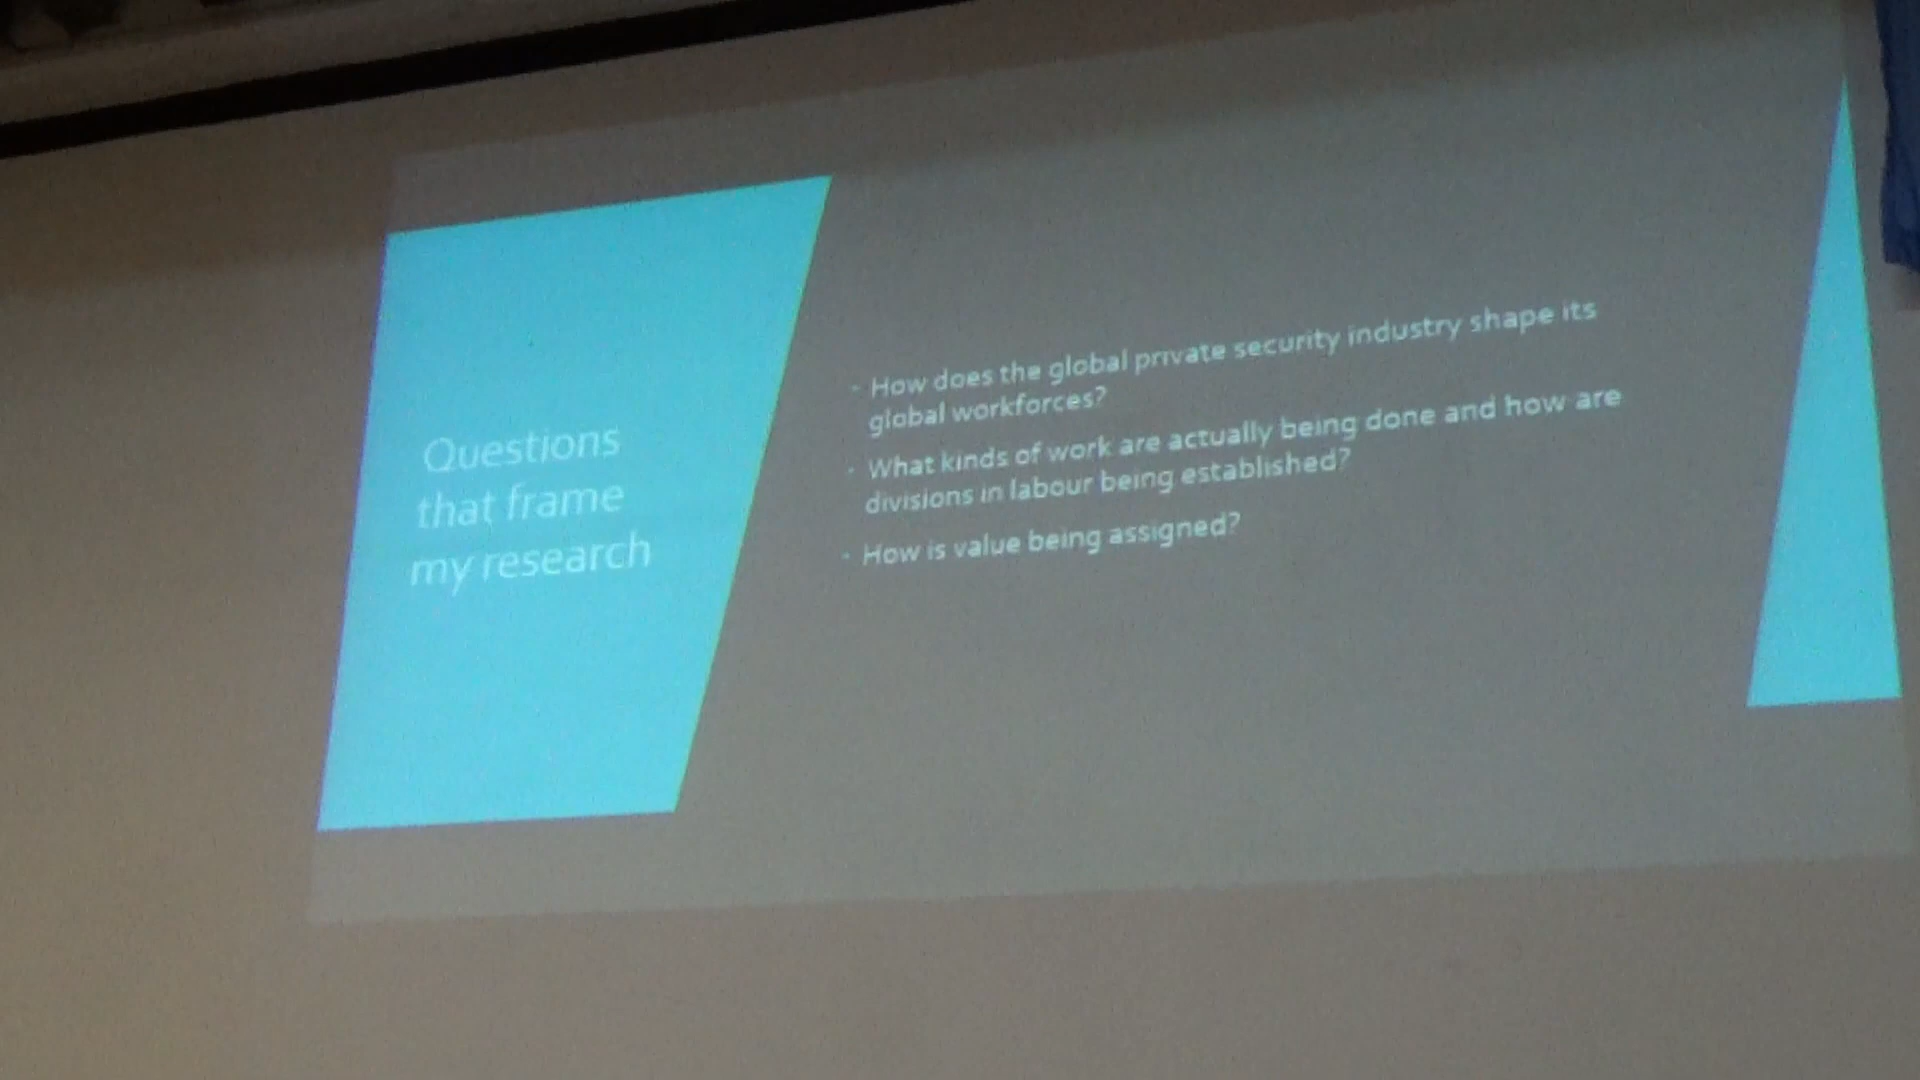 Questions
that frame
my research
- How does the global private security industry shape its
global workforces?
- What kinds of work are actually being done and how are
divisions in labour being established?
- How is value being assigned?